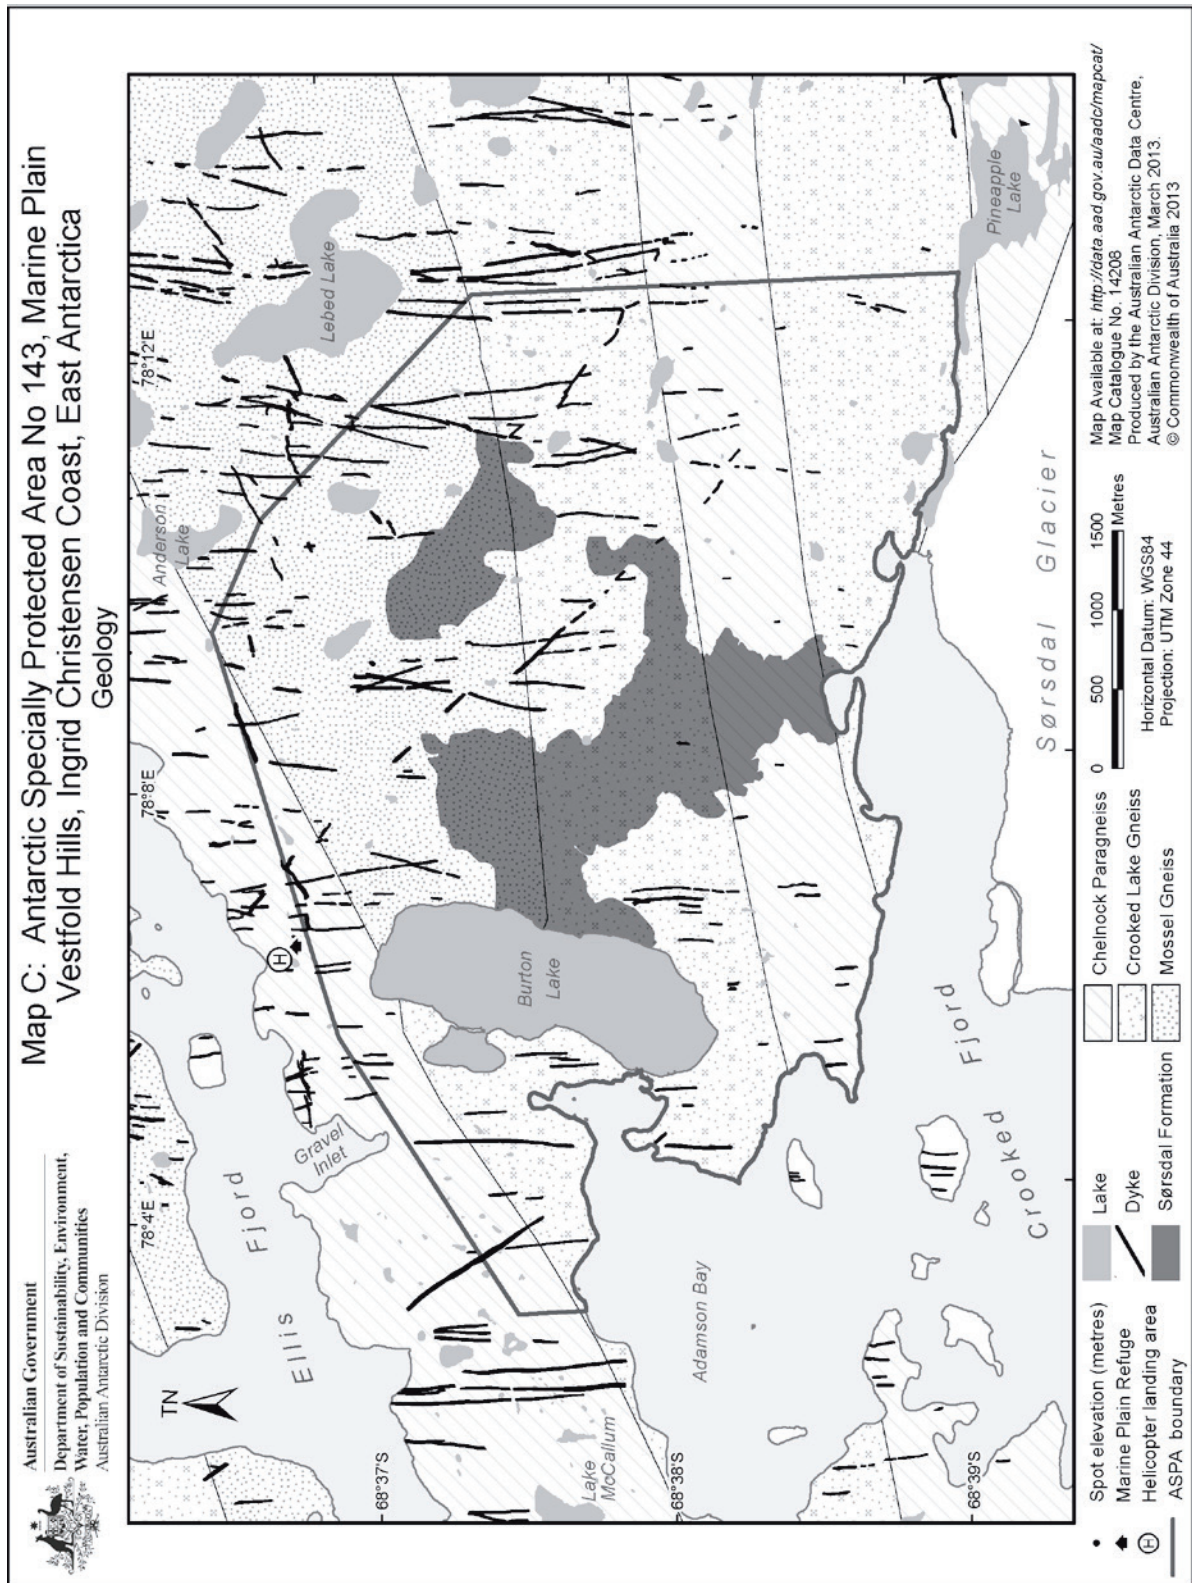 Australian Government
Department of Sustainability, Environment,
Water, Population and Communities
Australian Antarctic Division
Map C: Antarctic Specially Protected Area No 143, Marine Plain
Vestfold Hills, Ingrid Christensen Coast, East Antarctica
Geology
TN
78°4'E
78°8'E
78°12'E
68°37'S
68°38'S
68°39'S
Ellis Fjord
Gravel
Inlet
H
Anderson
Lake
Lebed Lake
Burton
Lake
Lake
McCallum
Adamson Bay
Crooked Fjord
Sørsdal Glacier
Pineapple
Lake
Spot elevation (metres)
Marine Plain Refuge
H
Helicopter landing area
ASPA boundary
Lake
Dyke
Sørsdal Formation
Chelnock Paragneiss
Crooked Lake Gneiss
Mossel Gneiss
0 500 1000 1500
Metres
Horizontal Datum: WGS84
Projection: UTM Zone 44
Map Available at: http://data.aad.gov.au/aadc/mapcat/
Map Catalogue No. 14208
Produced by the Australian Antarctic Data Centre,
Australian Antarctic Division, March 2013.
© Commonwealth of Australia 2013